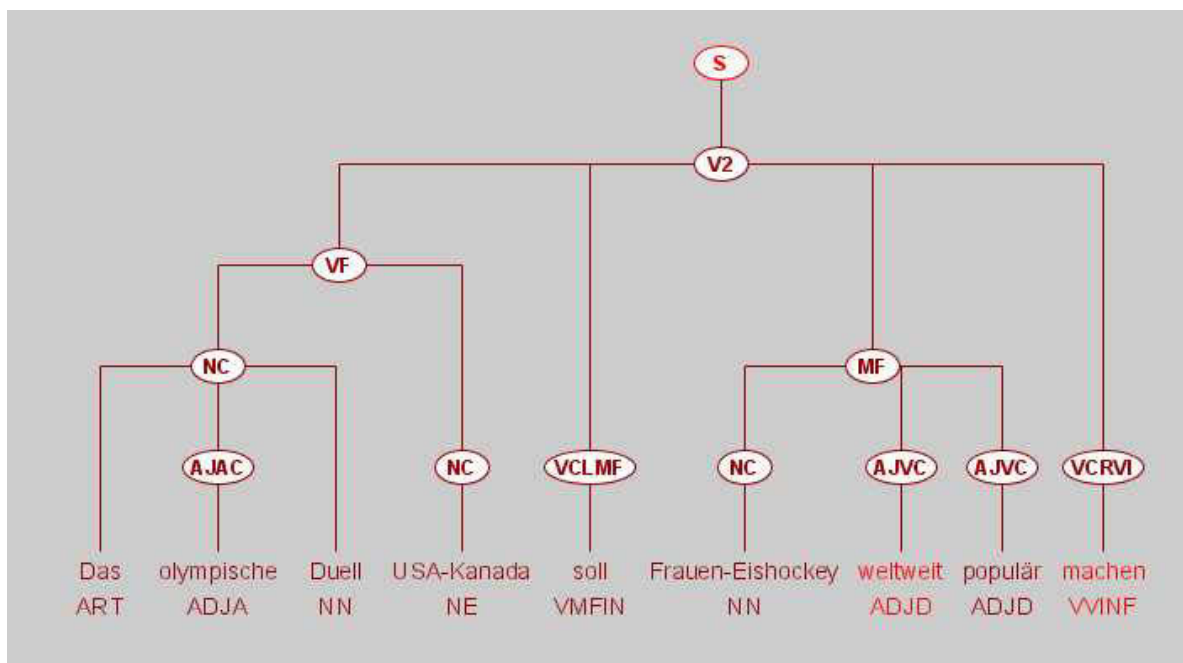 S
V2
VF
NC MF
AJAC NC VCLMF NC AJVC AJVC VCRVI
Das olympische Duell USA-Kanada soll Frauen-Eishockey weltweit populär machen
ART ADJA NN NE VMFIN NN ADJD ADJD VVINF